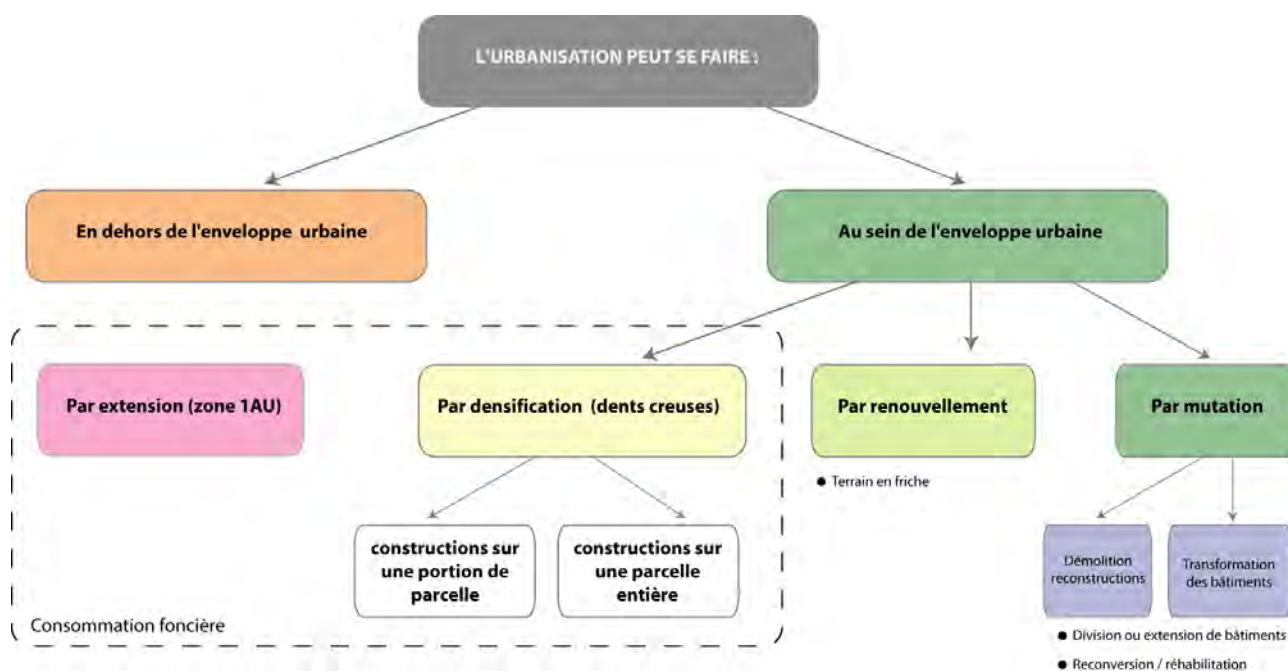 L'URBANISATION PEUT SE FAIRE :
En dehors de l'enveloppe urbaine
Au sein de l'enveloppe urbaine
Par extension (zone 1AU)
Par densification (dents creuses)
Par renouvellement
Par mutation
● Terrain en friche
constructions sur
une portion de
parcelle
constructions sur
une parcelle
entière
Démolition
reconstructions
Transformation
des bâtiments
Consommation foncière
● Division ou extension de bâtiments
● Reconversion / réhabilitation